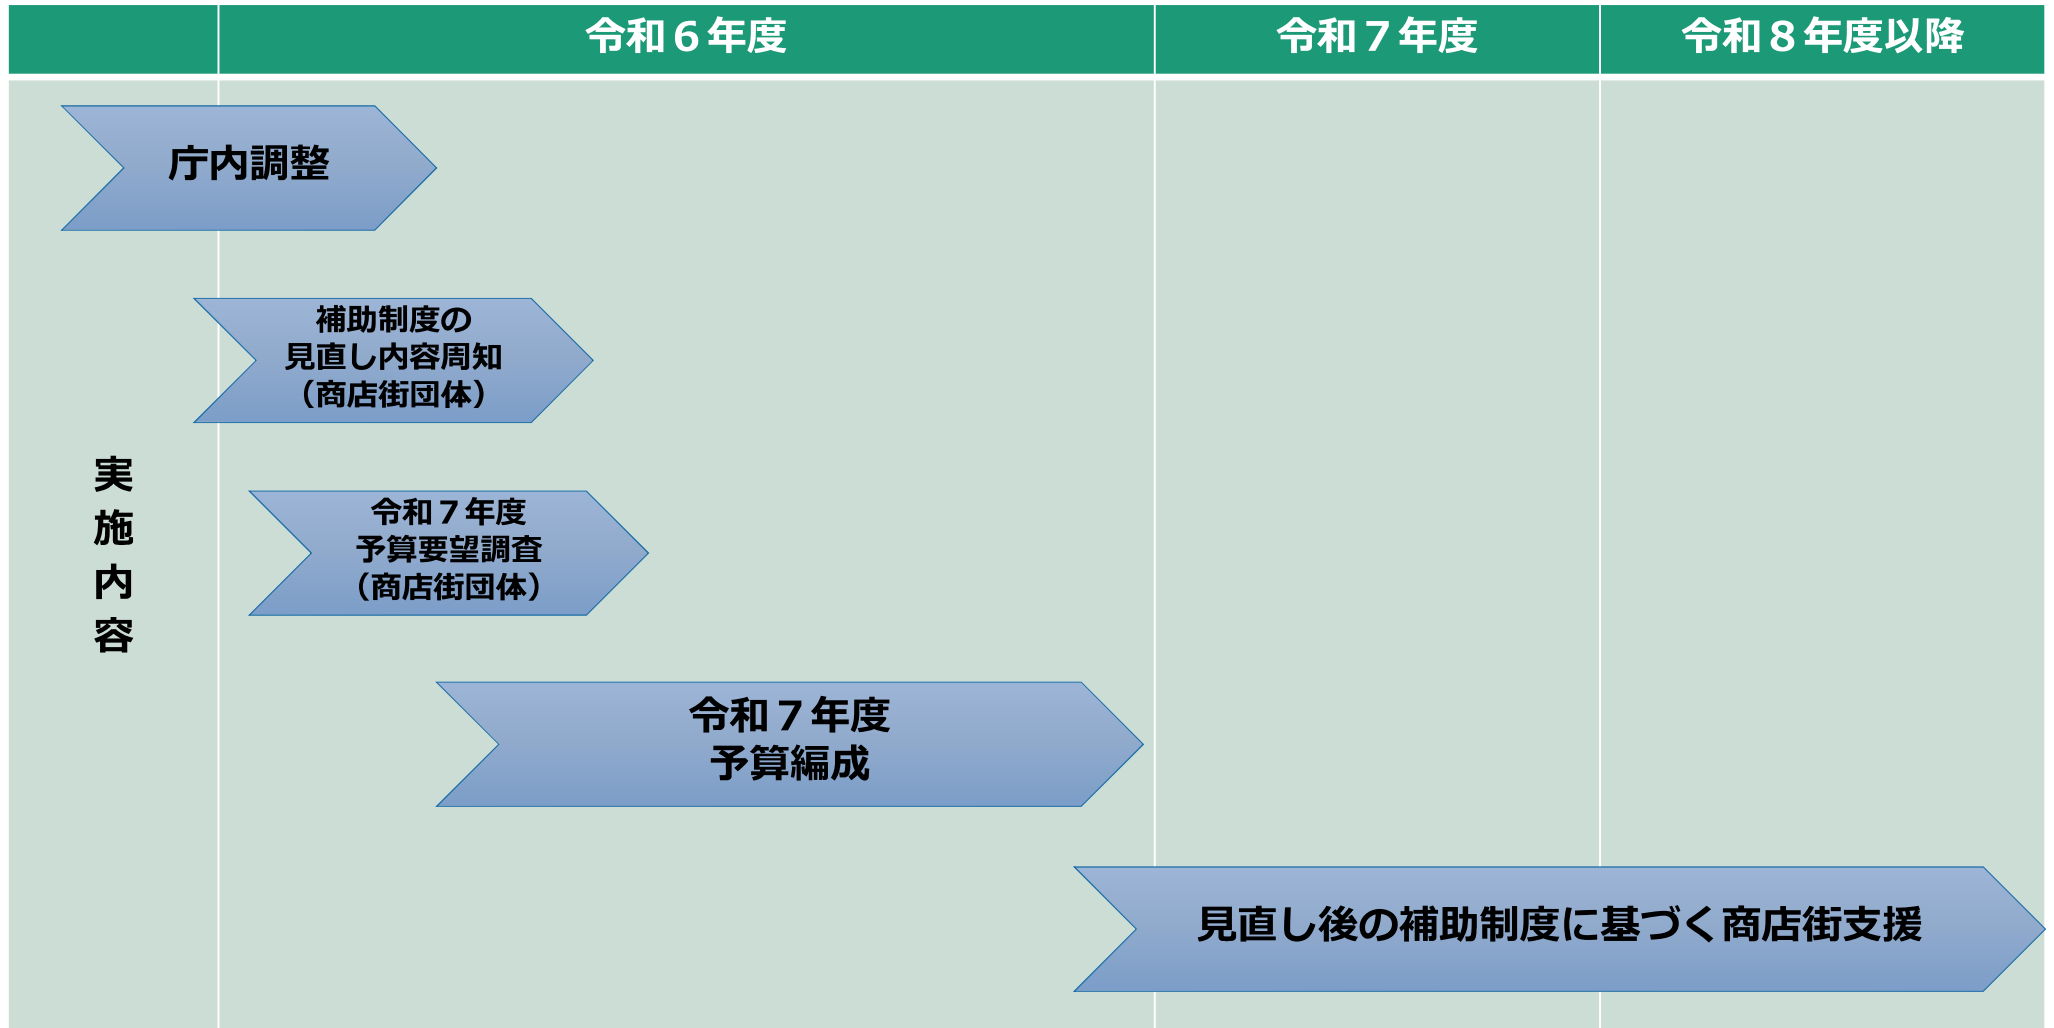 令和６年度
令和７年度
令和８年度以降
庁内調整
補助制度の
見直し内容周知
（商店街団体）
実
施
内
容
令和７年度
予算要望調査
（商店街団体）
令和７年度
予算編成
見直し後の補助制度に基づく商店街支援